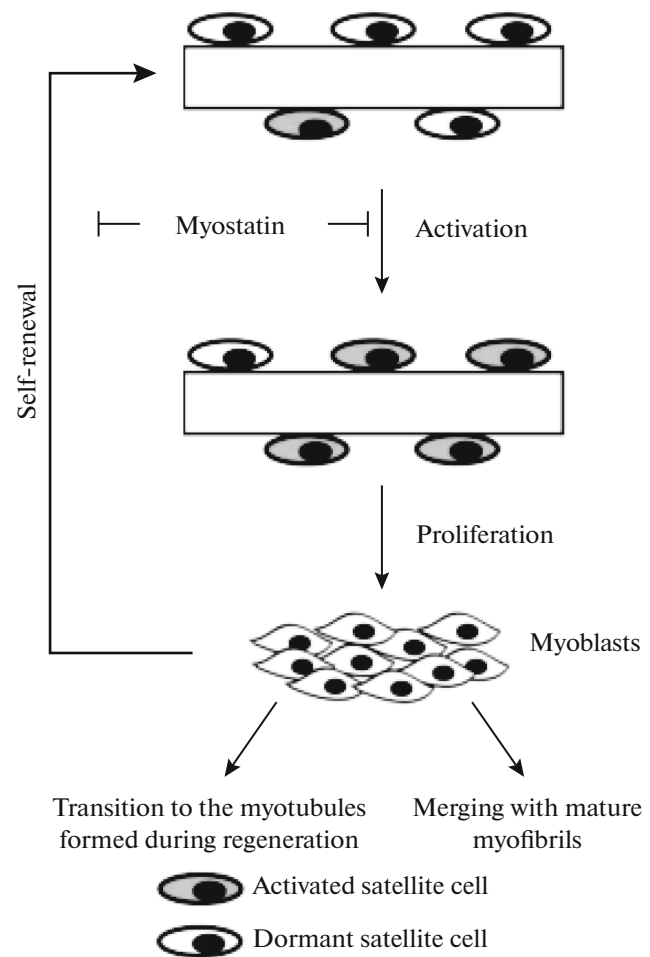 Myostatin
Activation
Self-renewal
Proliferation
Myoblasts
Transition to the myotubules
formed during regeneration
Merging with mature
myofibrils
Activated satellite cell
Dormant satellite cell